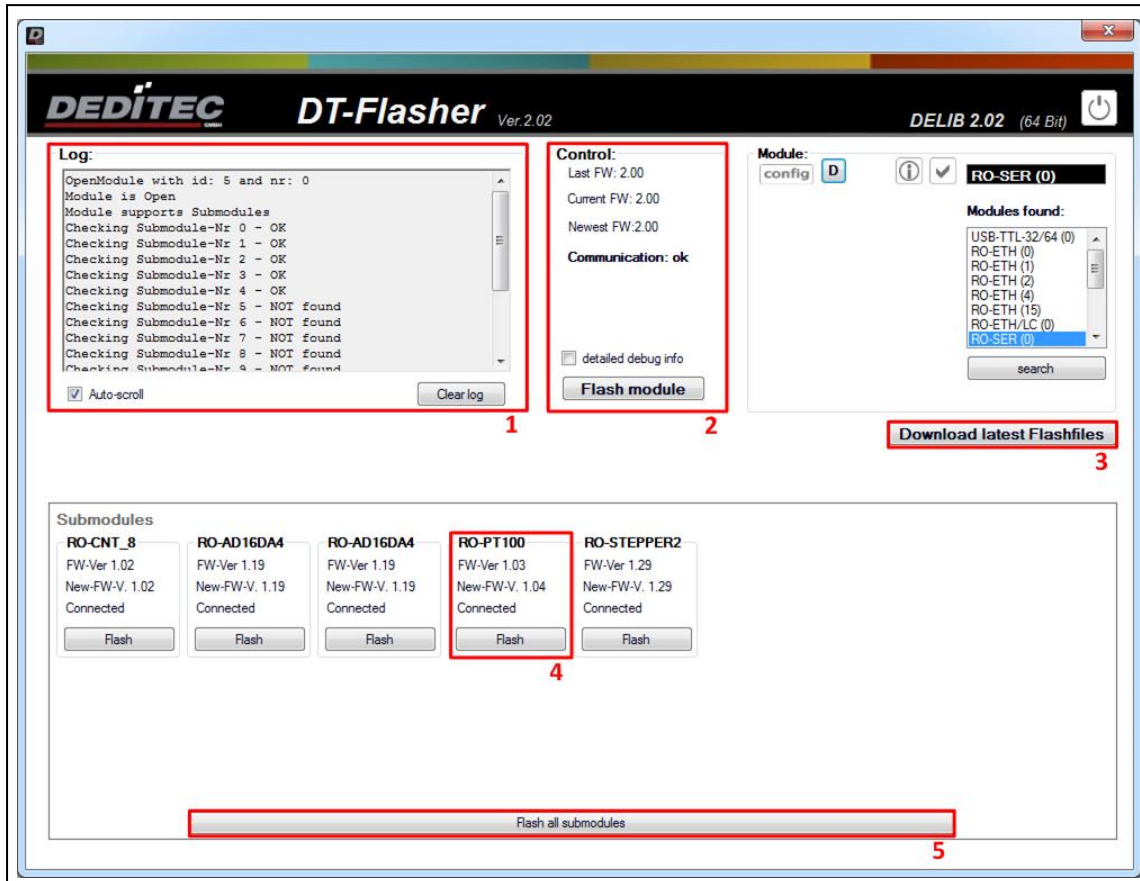 DEDITEC
GMBH
DT-Flasher Ver.2.02
DELIB 2.02 (64 Bit)
Log:
OpenModule with id: 5 and nr: 0
Module is Open
Module supports Submodules
Checking Submodule-Nr 0 - OK
Checking Submodule-Nr 1 - OK
Checking Submodule-Nr 2 - OK
Checking Submodule-Nr 3 - OK
Checking Submodule-Nr 4 - OK
Checking Submodule-Nr 5 - NOT found
Checking Submodule-Nr 6 - NOT found
Checking Submodule-Nr 7 - NOT found
Checking Submodule-Nr 8 - NOT found
Checking Submodule-Nr 9 - NOT found
Auto-scroll
Clear log
1
Control:
Last FW: 2.00
Current FW: 2.00
Newest FW:2.00
Communication: ok
detailed debug info
Flash module
2
Module:
config D
RO-SER (0)
Modules found:
USB-TTL-32/64 (0)
RO-ETH (0)
RO-ETH (1)
RO-ETH (2)
RO-ETH (4)
RO-ETH (15)
RO-ETH/LC (0)
RO-SER (0)
search
Download latest Flashfiles
3
Submodules
RO-CNT_8
FW-Ver 1.02
New-FW-V. 1.02
Connected
Flash
RO-AD16DA4
FW-Ver 1.19
New-FW-V. 1.19
Connected
Flash
RO-AD16DA4
FW-Ver 1.19
New-FW-V. 1.19
Connected
Flash
RO-PT100
FW-Ver 1.03
New-FW-V. 1.04
Connected
Flash
4
RO-STEPPER2
FW-Ver 1.29
New-FW-V. 1.29
Connected
Flash
Flash all submodules
5